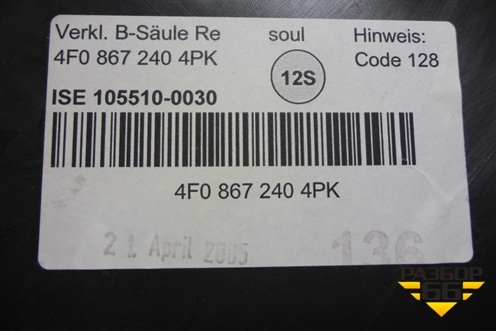 Verkl. B-Säule Re soul Hinweis:
4F0 867 240 4PK 12S Code 128
ISE 105510-0030
4F0 867 240 4PK
21. April 2005
136
РАЗБОР
66